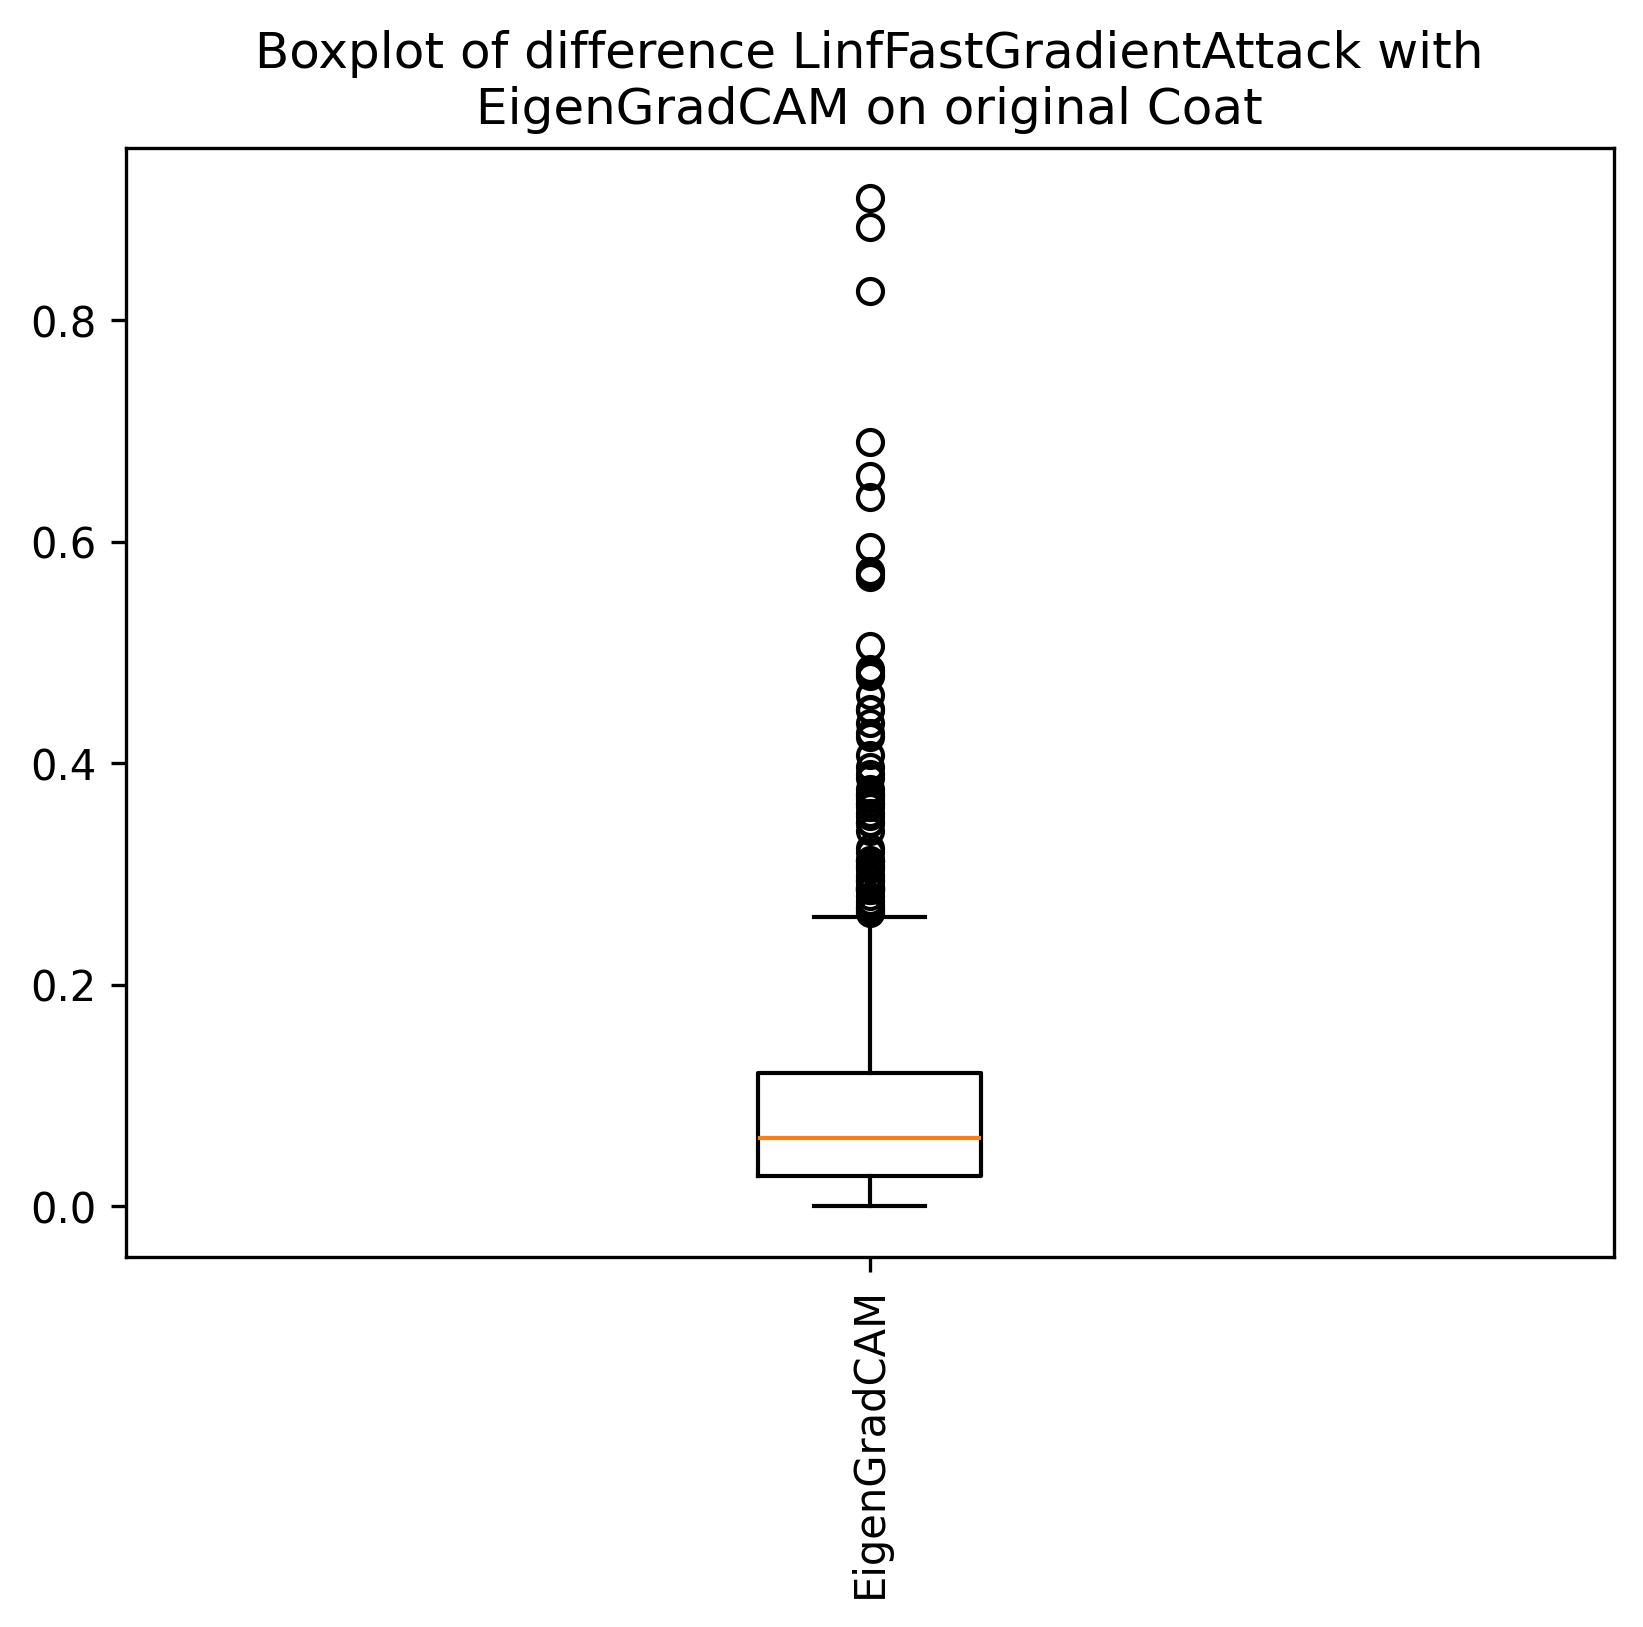 Boxplot of difference LinfFastGradientAttack with
EigenGradCAM on original Coat
0.8
0.6
0.4
0.2
0.0
EigenGradCAM